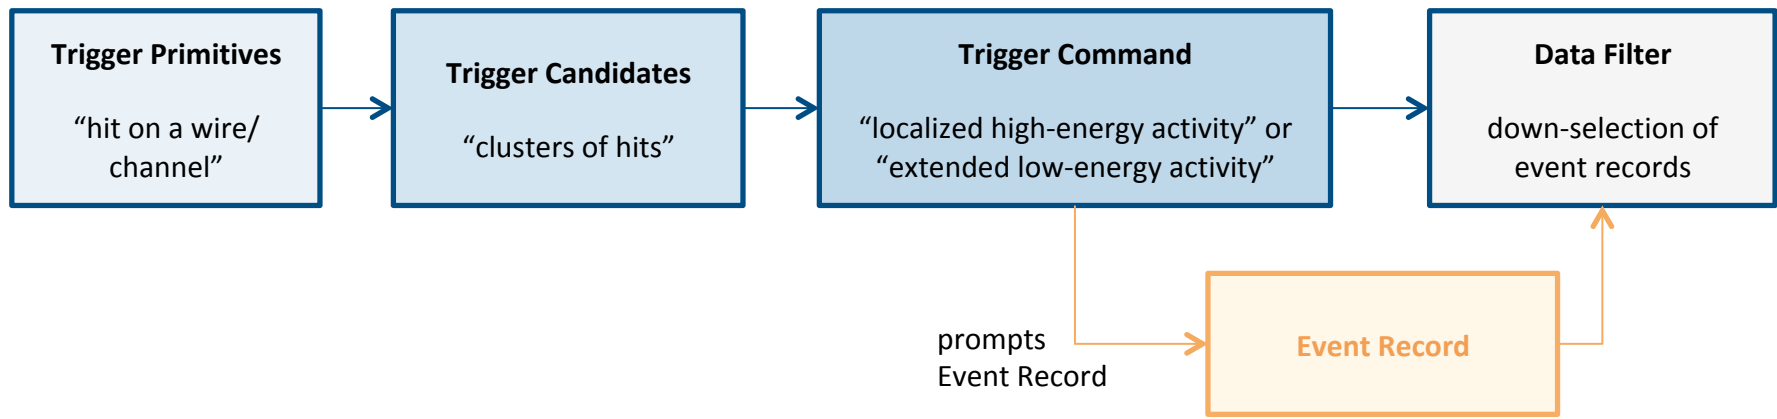 Trigger Primitives
“hit on a wire/
channel”
Trigger Candidates
“clusters of hits”
Trigger Command
“localized high-energy activity” or
“extended low-energy activity”
Data Filter
down-selection of
event records
prompts
Event Record
Event Record